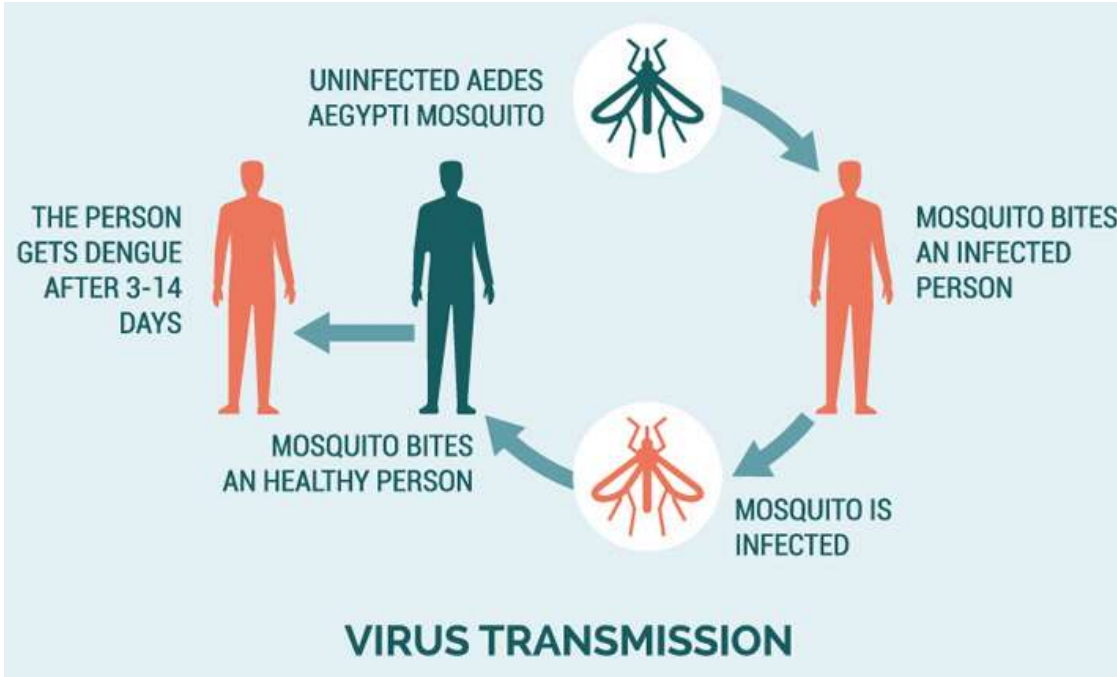 UNINFECTED AEDES
AEGYPTI MOSQUITO
MOSQUITO BITES
AN INFECTED
PERSON
MOSQUITO IS
INFECTED
MOSQUITO BITES
AN HEALTHY PERSON
THE PERSON
GETS DENGUE
AFTER 3-14
DAYS
VIRUS TRANSMISSION